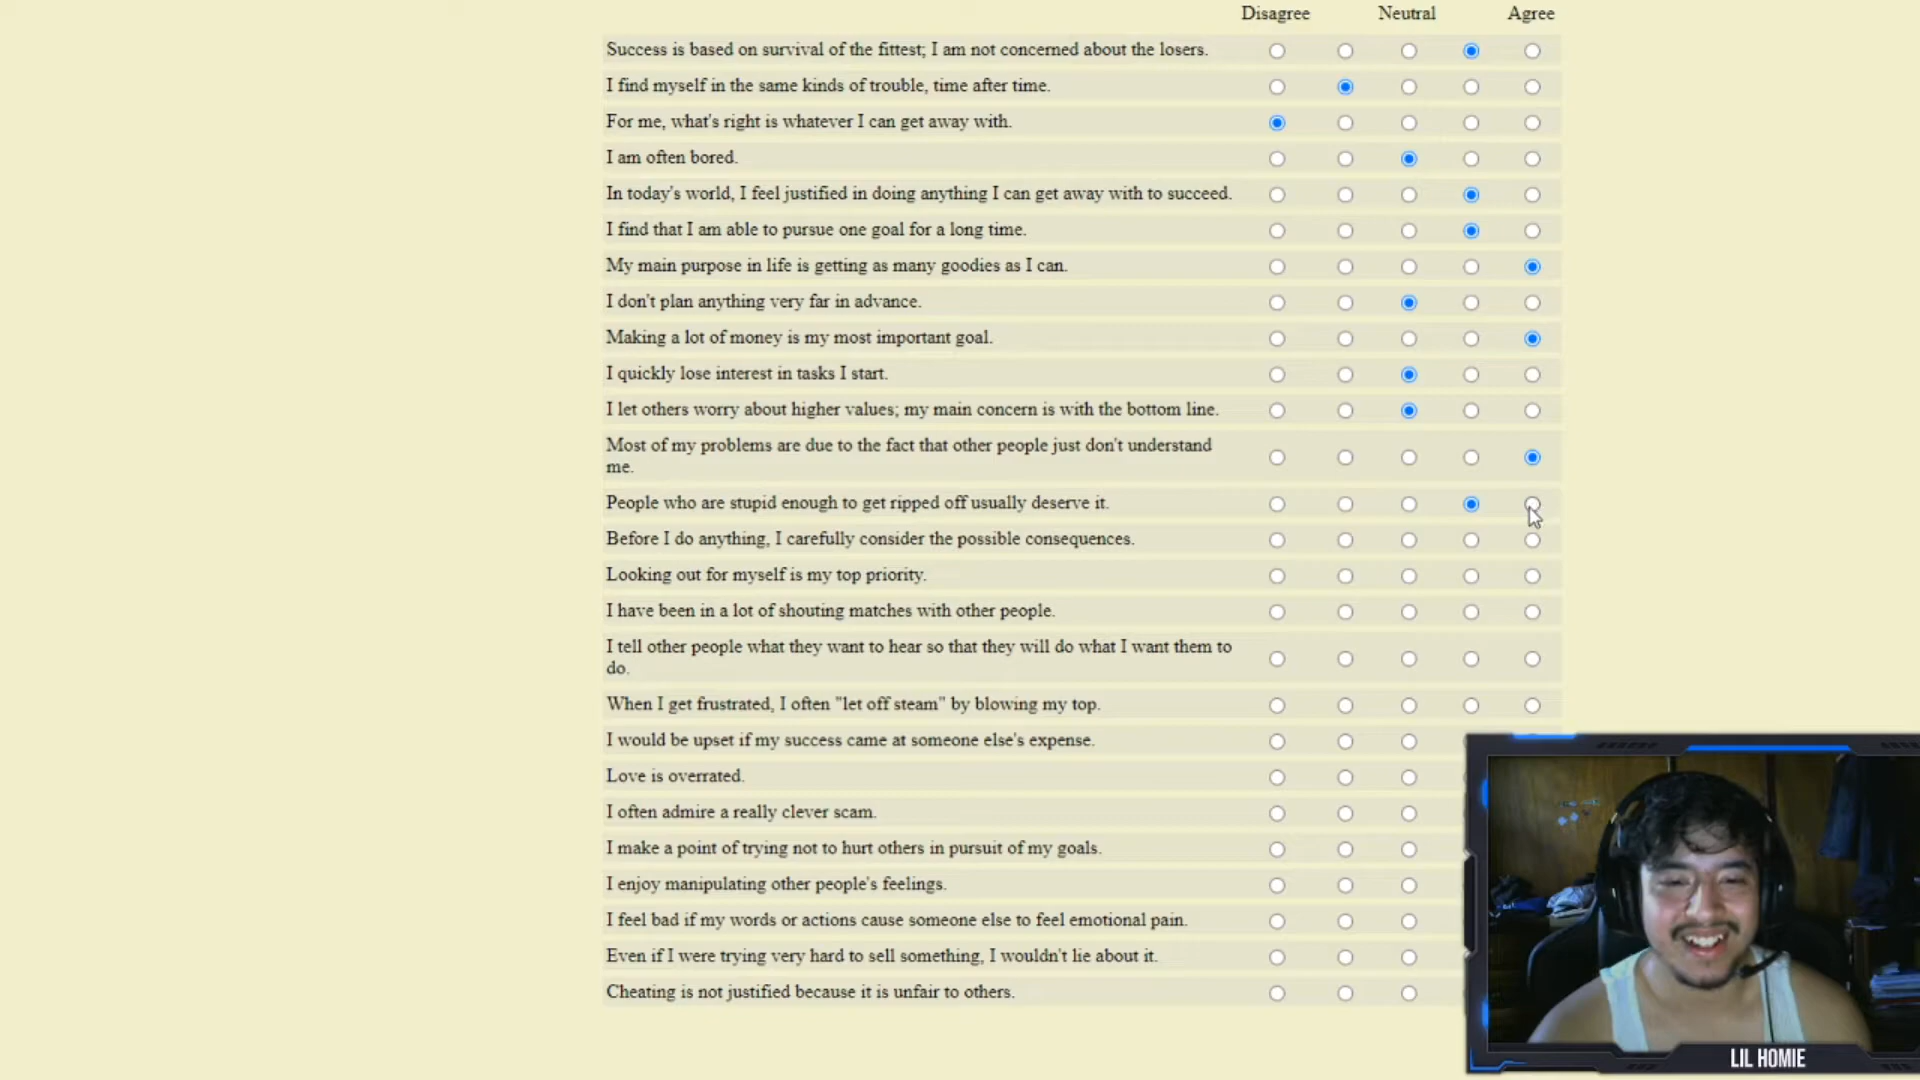 Disagree Neutral Agree
Success is based on survival of the fittest; I am not concerned about the losers.
I find myself in the same kinds of trouble, time after time.
For me, what's right is whatever I can get away with.
I am often bored.
In today's world, I feel justified in doing anything I can get away with to succeed.
I find that I am able to pursue one goal for a long time.
My main purpose in life is getting as many goodies as I can.
I don't plan anything very far in advance.
Making a lot of money is my most important goal.
I quickly lose interest in tasks I start.
I let others worry about higher values; my main concern is with the bottom line.
Most of my problems are due to the fact that other people just don't understand
me.
People who are stupid enough to get ripped off usually deserve it.
Before I do anything, I carefully consider the possible consequences.
Looking out for myself is my top priority.
I have been in a lot of shouting matches with other people.
I tell other people what they want to hear so that they will do what I want them to
do.
When I get frustrated, I often "let off steam" by blowing my top.
I would be upset if my success came at someone else's expense.
Love is overrated.
I often admire a really clever scam.
I make a point of trying not to hurt others in pursuit of my goals.
I enjoy manipulating other people's feelings.
I feel bad if my words or actions cause someone else to feel emotional pain.
Even if I were trying very hard to sell something, I wouldn't lie about it.
Cheating is not justified because it is unfair to others.
LIL HOMIE